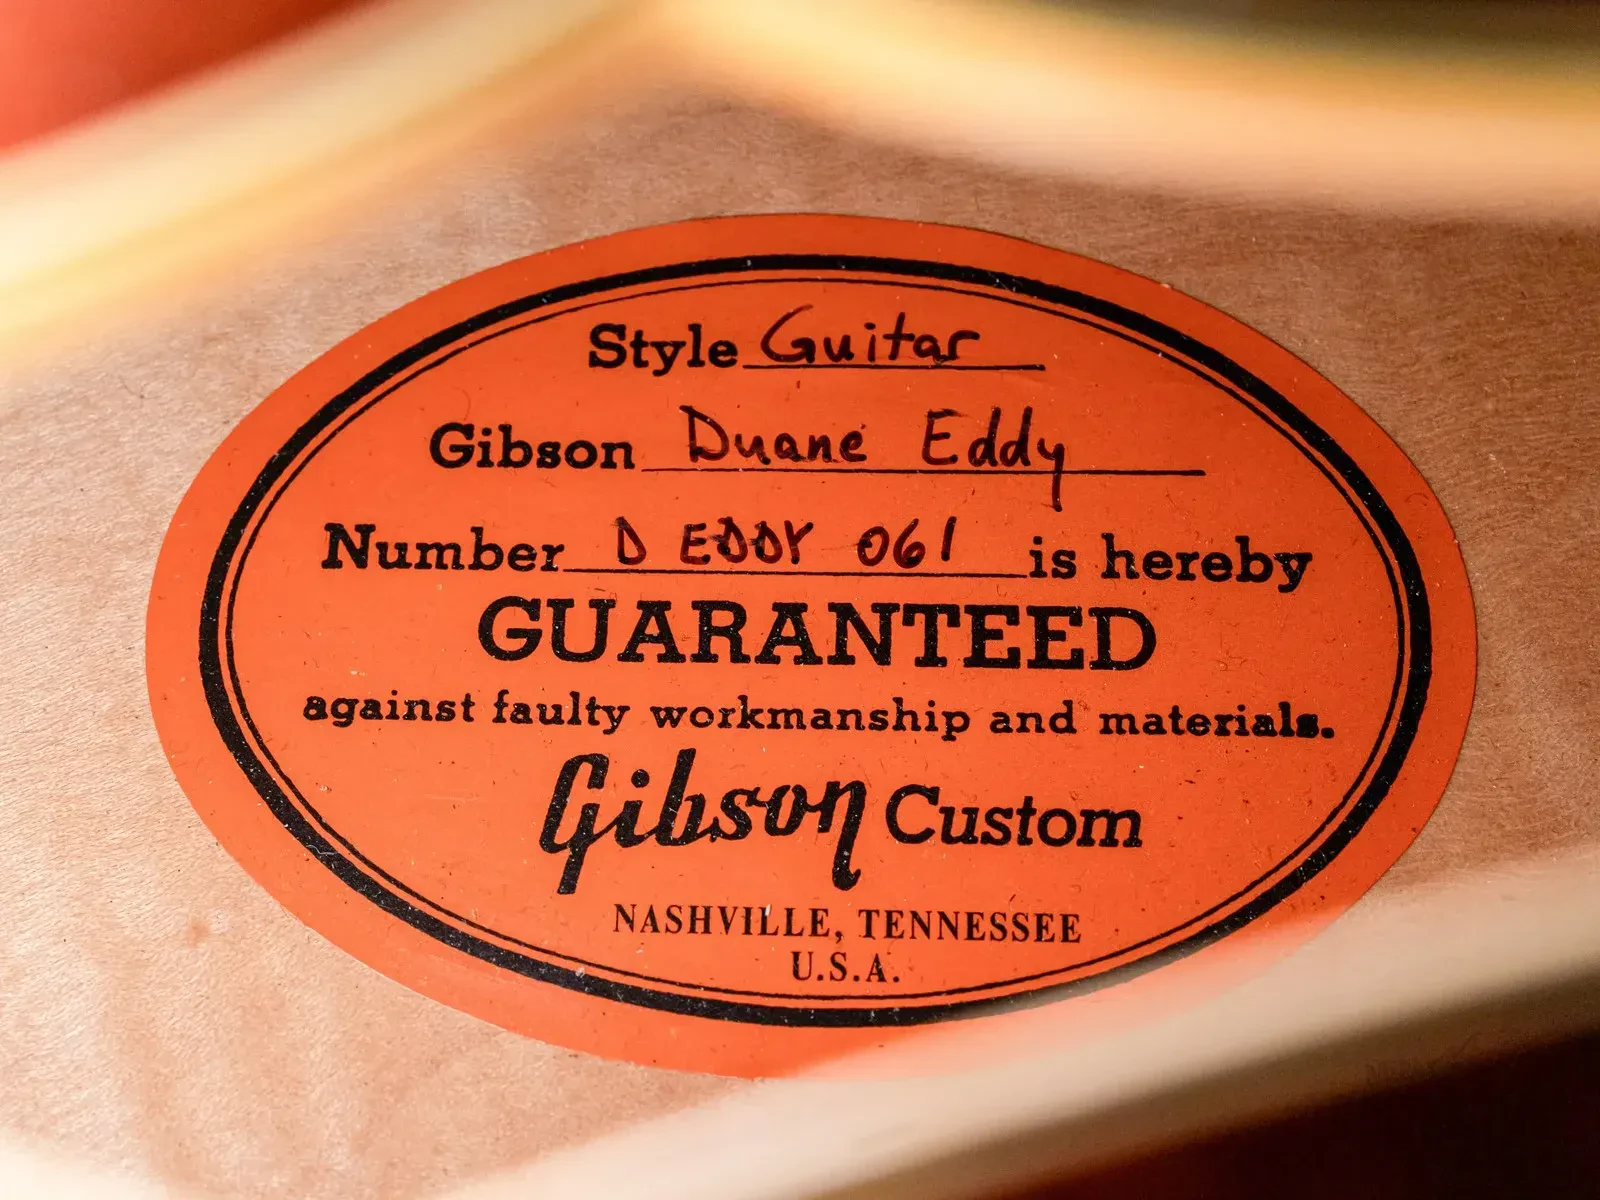 Style Guitar
Gibson Duane Eddy
Number D EDDY 061 is hereby
GUARANTEED
against faulty workmanship and materials.
Gibson Custom
NASHVILLE, TENNESSEE
U.S.A.